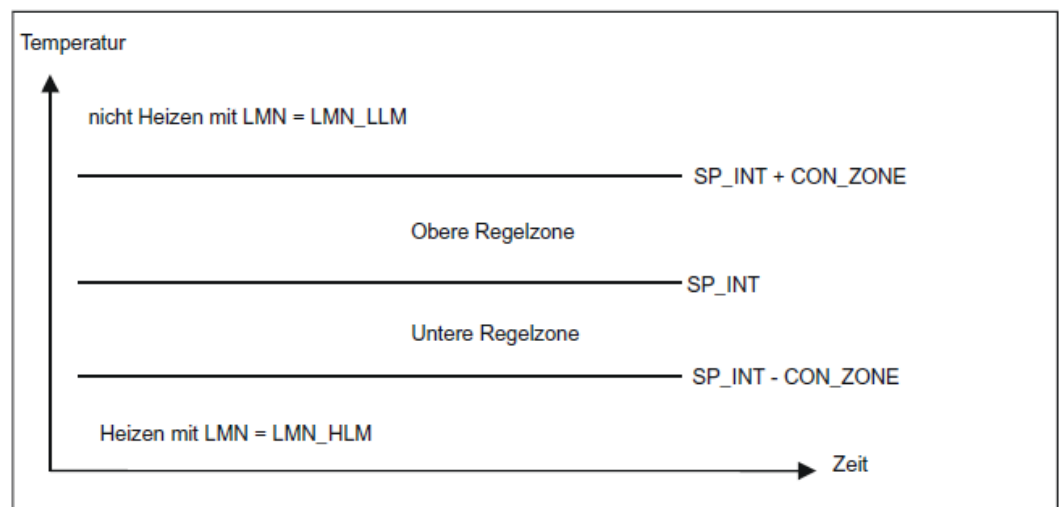 Temperatur
nicht Heizen mit LMN = LMN_LLM
SP_INT + CON_ZONE
Obere Regelzone
SP_INT
Untere Regelzone
SP_INT - CON_ZONE
Heizen mit LMN = LMN_HLM
Zeit